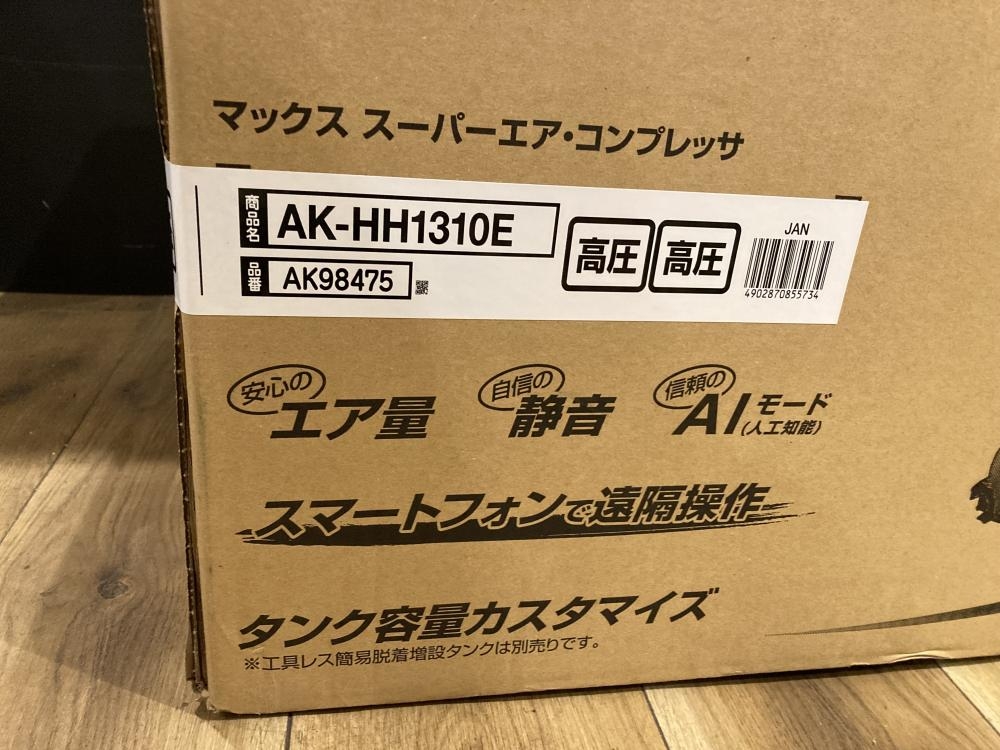 マックス スーパーエア・コンプレッサ
商品名 AK-HH1310E
高圧 高圧
JAN
品番 AK98475
4902870855734
安心の エア量 自信の 静音 信頼の AIモード
(人工知能)
スマートフォンで遠隔操作
タンク容量カスタマイズ
※工具レス簡易脱着増設タンクは別売りです。